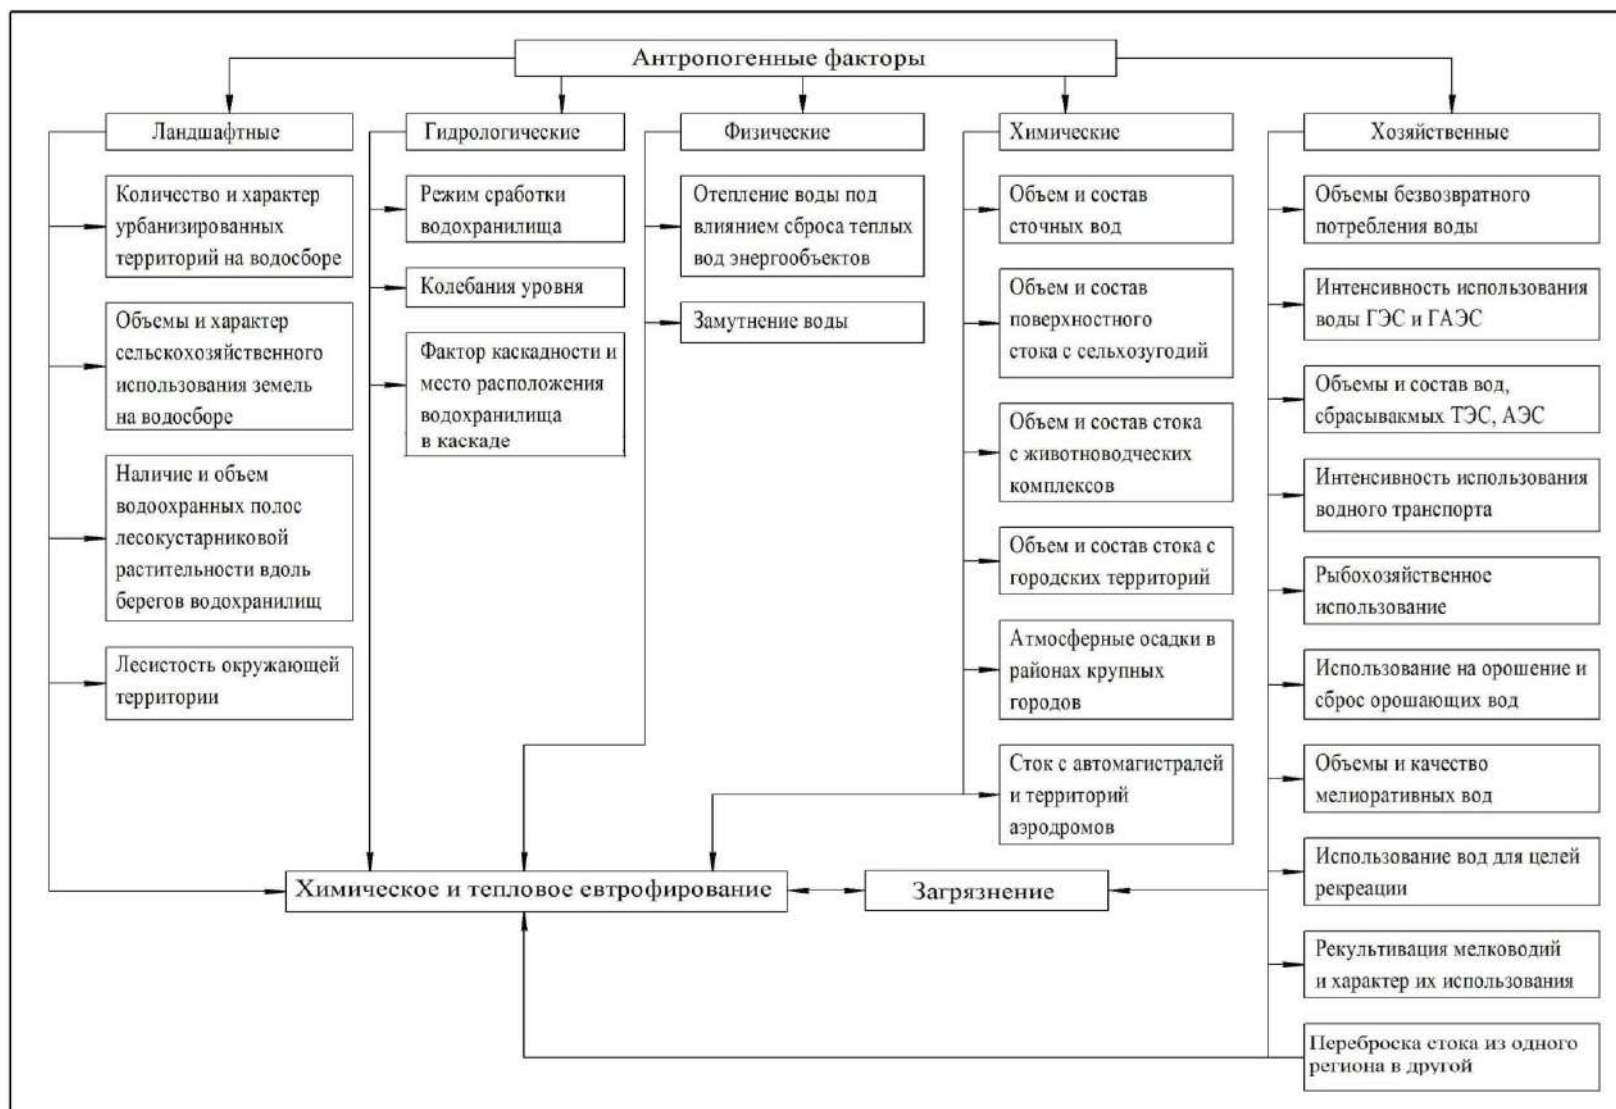 Антропогенные факторы
Ландшафтные
Количество и характер
урбанизированных
территорий на водосборе
Объемы и характер
сельскохозяйственного
использования земель
на водосборе
Наличие и объем
водоохранных полос
лесокустарниковой
растительности вдоль
берегов водохранилищ
Лесистость окружающей
территории
Гидрологические
Режим сработки
водохранилища
Колебания уровня
Фактор каскадности и
место расположения
водохранилища
в каскаде
Физические
Отепление воды под
влиянием сброса теплых
вод энергообъектов
Замутнение воды
Химические
Объем и состав
сточных вод
Объем и состав
поверхностного
стока с сельхозугодий
Объем и состав стока
с животноводческих
комплексов
Объем и состав стока с
городских территорий
Атмосферные осадки в
районах крупных
городов
Сток с автомагистралей
и территорий
аэродромов
Хозяйственные
Объемы безвозвратного
потребления воды
Интенсивность использования
воды ГЭС и ГАЭС
Объемы и состав вод,
сбрасывакмых ТЭС, АЭС
Интенсивность использования
водного транспорта
Рыбохозяйственное
использование
Использование на орошение и
сброс орошающих вод
Объемы и качество
мелиоративных вод
Использование вод для целей
рекреации
Рекультивация мелководий
и характер их использования
Переброска стока из одного
региона в другой
Химическое и тепловое евтрофирование
Загрязнение